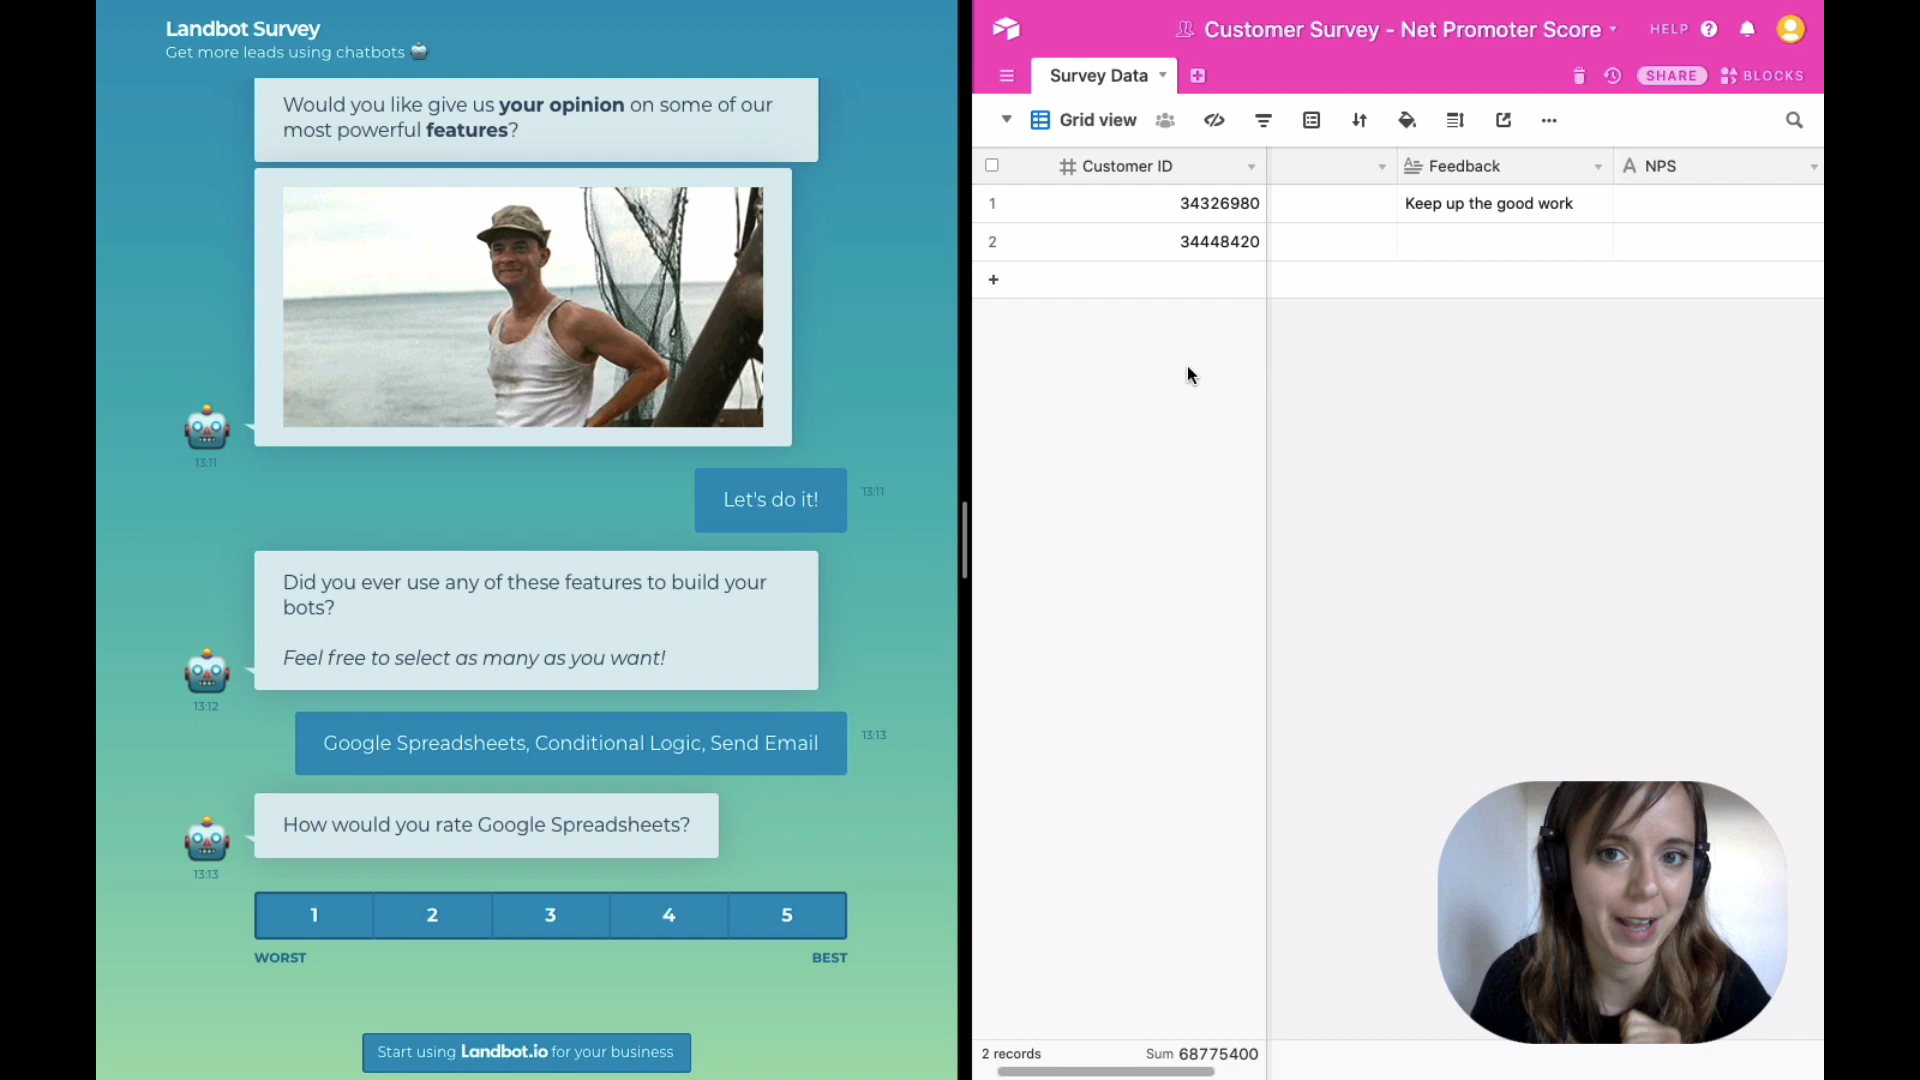 Landbot Survey
Get more leads using chatbots
Would you like give us your opinion on some of our
most powerful features?
13:11
Let's do it!
13:11
Did you ever use any of these features to build your
bots?
Feel free to select as many as you want!
13:12
Google Spreadsheets, Conditional Logic, Send Email
13:13
How would you rate Google Spreadsheets?
13:13
1 2 3 4 5
WORST BEST
Start using Landbot.io for your business
Customer Survey - Net Promoter Score HELP
Survey Data SHARE BLOCKS
Grid view
Customer ID Feedback NPS
1 34326980 Keep up the good work
2 34448420
+
2 records Sum 68775400